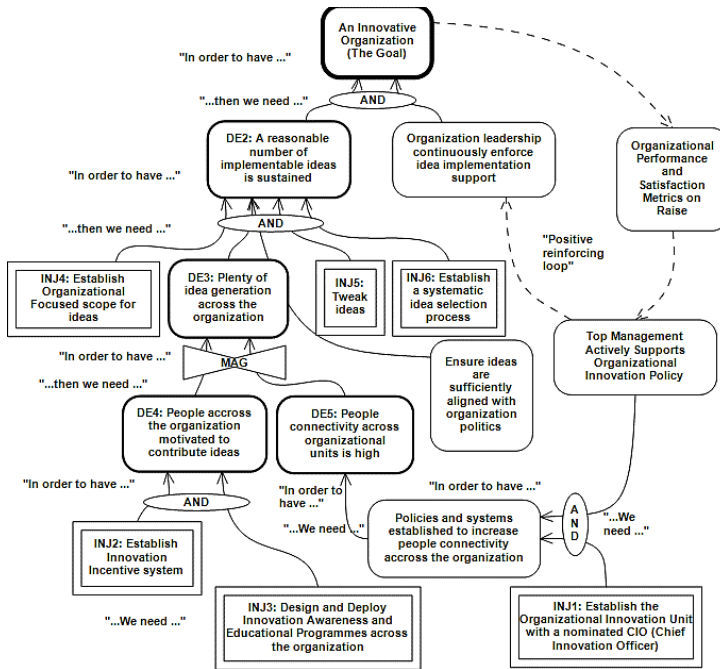 An Innovative
Organization
(The Goal)
"In order to have ..."
"...then we need ..."
AND
DE2: A reasonable
number of
implementable ideas
is sustained
Organization leadership
continuously enforce
idea implementation
support
Organizational
Performance
and
Satisfaction
Metrics on
Raise
"In order to have ..."
"...then we need ..."
AND
"Positive
reinforcing
loop"
INJ4: Establish
Organizational
Focused scope for
ideas
DE3: Plenty of
idea generation
across the
organization
INJ5:
Tweak
ideas
INJ6: Establish
a systematic
idea selection
process
Top Management
Actively Supports
Organizational
Innovation Policy
"In order to have ..."
"...then we need ..."
MAG
Ensure ideas
are
sufficiently
aligned with
organization
politics
DE4: People accross
the organization
motivated to
contribute ideas
DE5: People
connectivity across
organizational
units is high
"In order to have ..."
AND
"In order to
have ..."
"...We need ..."
"In order to have ..."
Policies and systems
established to increase
people connectivity
accross the organization
A
N
D
"...We
need ..."
INJ2: Establish
Innovation
Incentive system
"...We need ..."
INJ3: Design and Deploy
Innovation Awareness and
Educational Programmes across
the organization
INJ1: Establish the
Organizational Innovation Unit
with a nominated CIO (Chief
Innovation Officer)